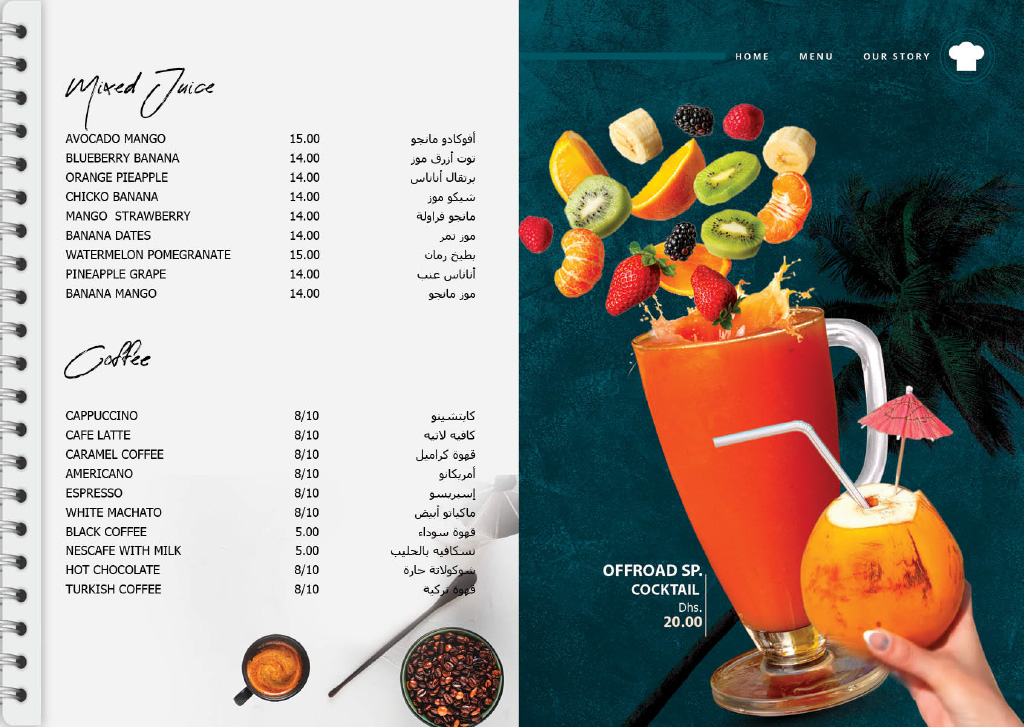 Mixed Juice
AVOCADO MANGO 15.00 أفوكادو مانجو
BLUEBERRY BANANA 14.00 توت أزرق موز
ORANGE PIEAPPLE 14.00 برتقال أناناس
CHICKO BANANA 14.00 شيكو موز
MANGO STRAWBERRY 14.00 مانجو فراولة
BANANA DATES 14.00 موز تمر
WATERMELON POMEGRANATE 15.00 بطيخ رمان
PINEAPPLE GRAPE 14.00 أناناس عنب
BANANA MANGO 14.00 موز مانجو
Coffee
CAPPUCCINO 8/10 كابتشينو
CAFE LATTE 8/10 كافيه لاتيه
CARAMEL COFFEE 8/10 قهوة كراميل
AMERICANO 8/10 أمريكانو
ESPRESSO 8/10 إسبريسو
WHITE MACHATO 8/10 ماكياتو أبيض
BLACK COFFEE 5.00 قهوة سوداء
NESCAFE WITH MILK 5.00 نسكافيه بالحليب
HOT CHOCOLATE 8/10 شوكولاتة حارة
TURKISH COFFEE 8/10 قهوة تركية
HOME MENU OUR STORY
OFFROAD SP.
COCKTAIL
Dhs.
20.00